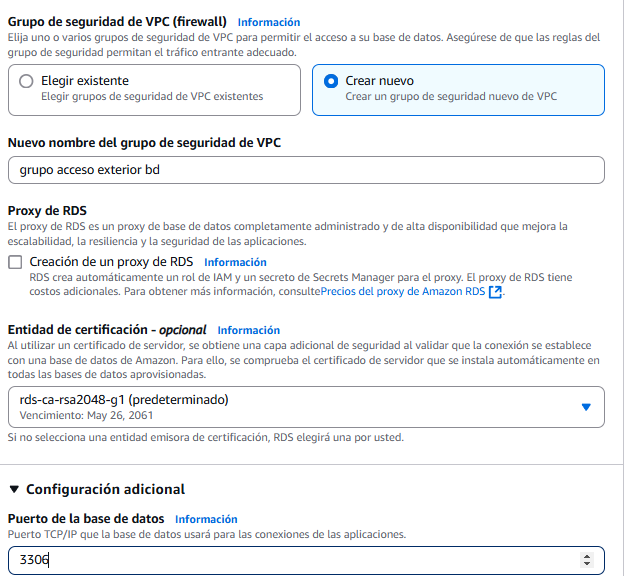 Grupo de seguridad de VPC (firewall) Información
Elija uno o varios grupos de seguridad de VPC para permitir el acceso a su base de datos. Asegúrese de que las reglas del
grupo de seguridad permitan el tráfico entrante adecuado.
Elegir existente
Elegir grupos de seguridad de VPC existentes
Crear nuevo
Crear un grupo de seguridad nuevo de VPC
Nuevo nombre del grupo de seguridad de VPC
grupo acceso exterior bd
Proxy de RDS
El proxy de RDS es un proxy de base de datos completamente administrado y de alta disponibilidad que mejora la
escalabilidad, la resiliencia y la seguridad de las aplicaciones.
Creación de un proxy de RDS Información
RDS crea automáticamente un rol de IAM y un secreto de Secrets Manager para el proxy. El proxy de RDS tiene
costos adicionales. Para obtener más información, consultePrecios del proxy de Amazon RDS.
Entidad de certificación - opcional Información
Al utilizar un certificado de servidor, se obtiene una capa adicional de seguridad al validar que la conexión se establece
con una base de datos de Amazon. Para ello, se comprueba el certificado de servidor que se instala automáticamente en
todas las bases de datos aprovisionadas.
rds-ca-rsa2048-g1 (predeterminado)
Vencimiento: May 26, 2061
Si no selecciona una entidad emisora de certificación, RDS elegirá una por usted.
Configuración adicional
Puerto de la base de datos Información
Puerto TCP/IP que la base de datos usará para las conexiones de las aplicaciones.
3306